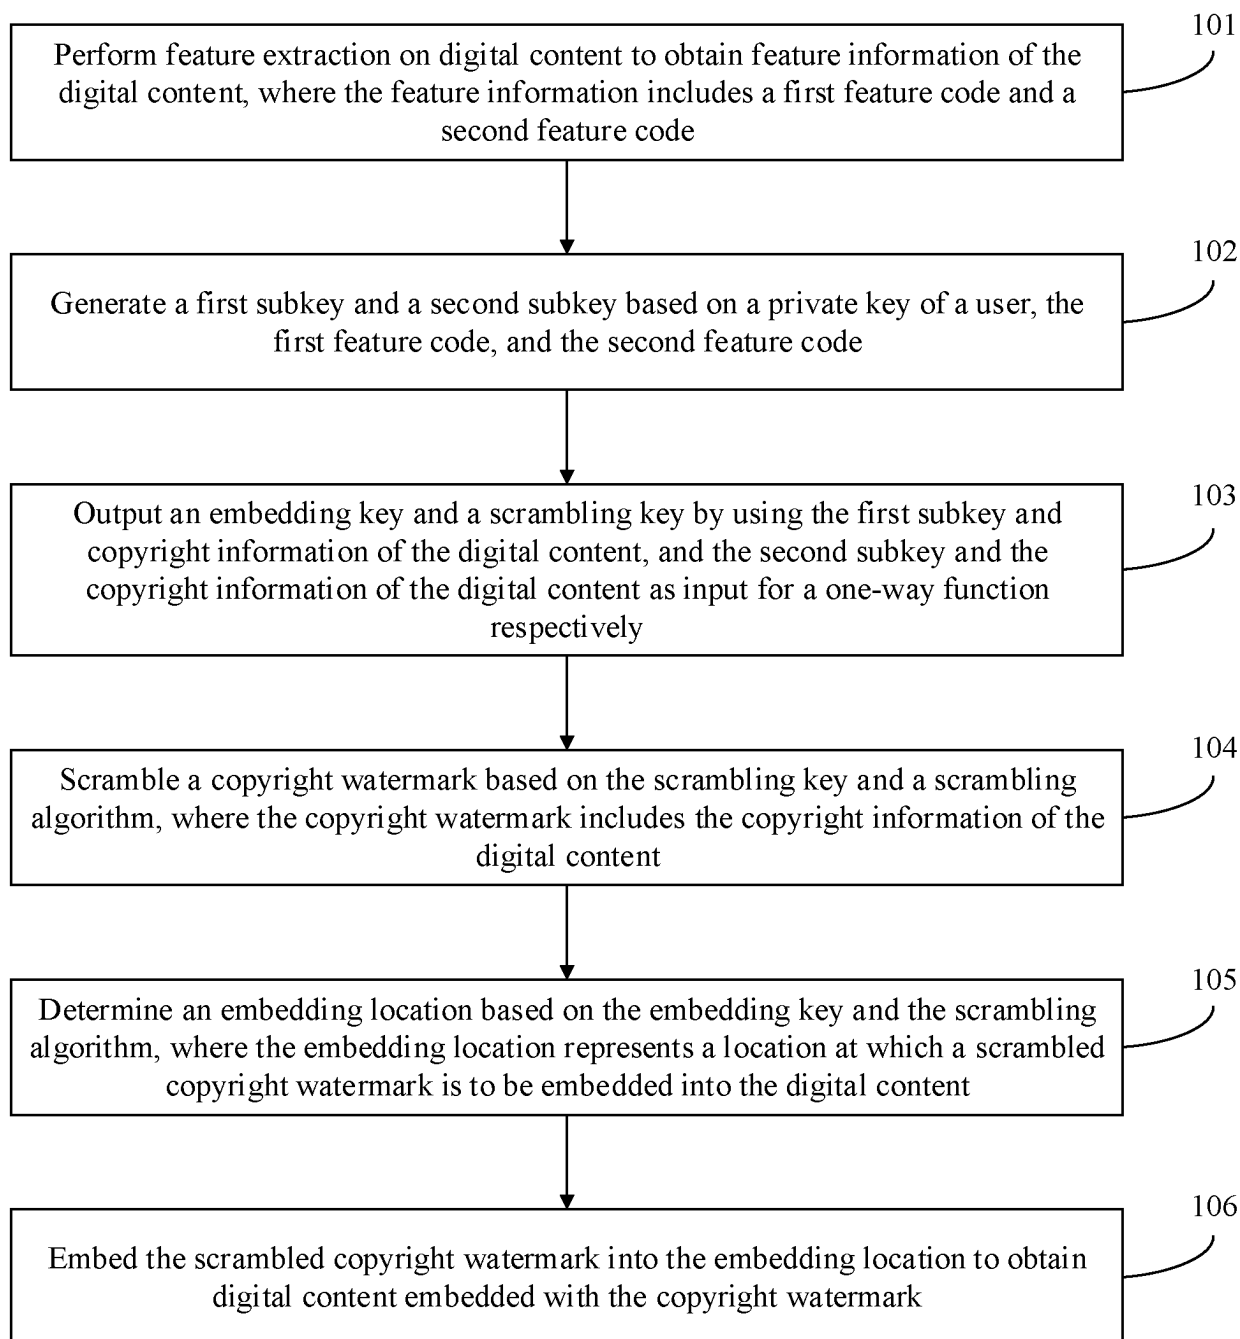 101
Perform feature extraction on digital content to obtain feature information of the
digital content, where the feature information includes a first feature code and a
second feature code
102
Generate a first subkey and a second subkey based on a private key of a user, the
first feature code, and the second feature code
103
Output an embedding key and a scrambling key by using the first subkey and
copyright information of the digital content, and the second subkey and the
copyright information of the digital content as input for a one-way function
respectively
104
Scramble a copyright watermark based on the scrambling key and a scrambling
algorithm, where the copyright watermark includes the copyright information of the
digital content
105
Determine an embedding location based on the embedding key and the scrambling
algorithm, where the embedding location represents a location at which a scrambled
copyright watermark is to be embedded into the digital content
106
Embed the scrambled copyright watermark into the embedding location to obtain
digital content embedded with the copyright watermark